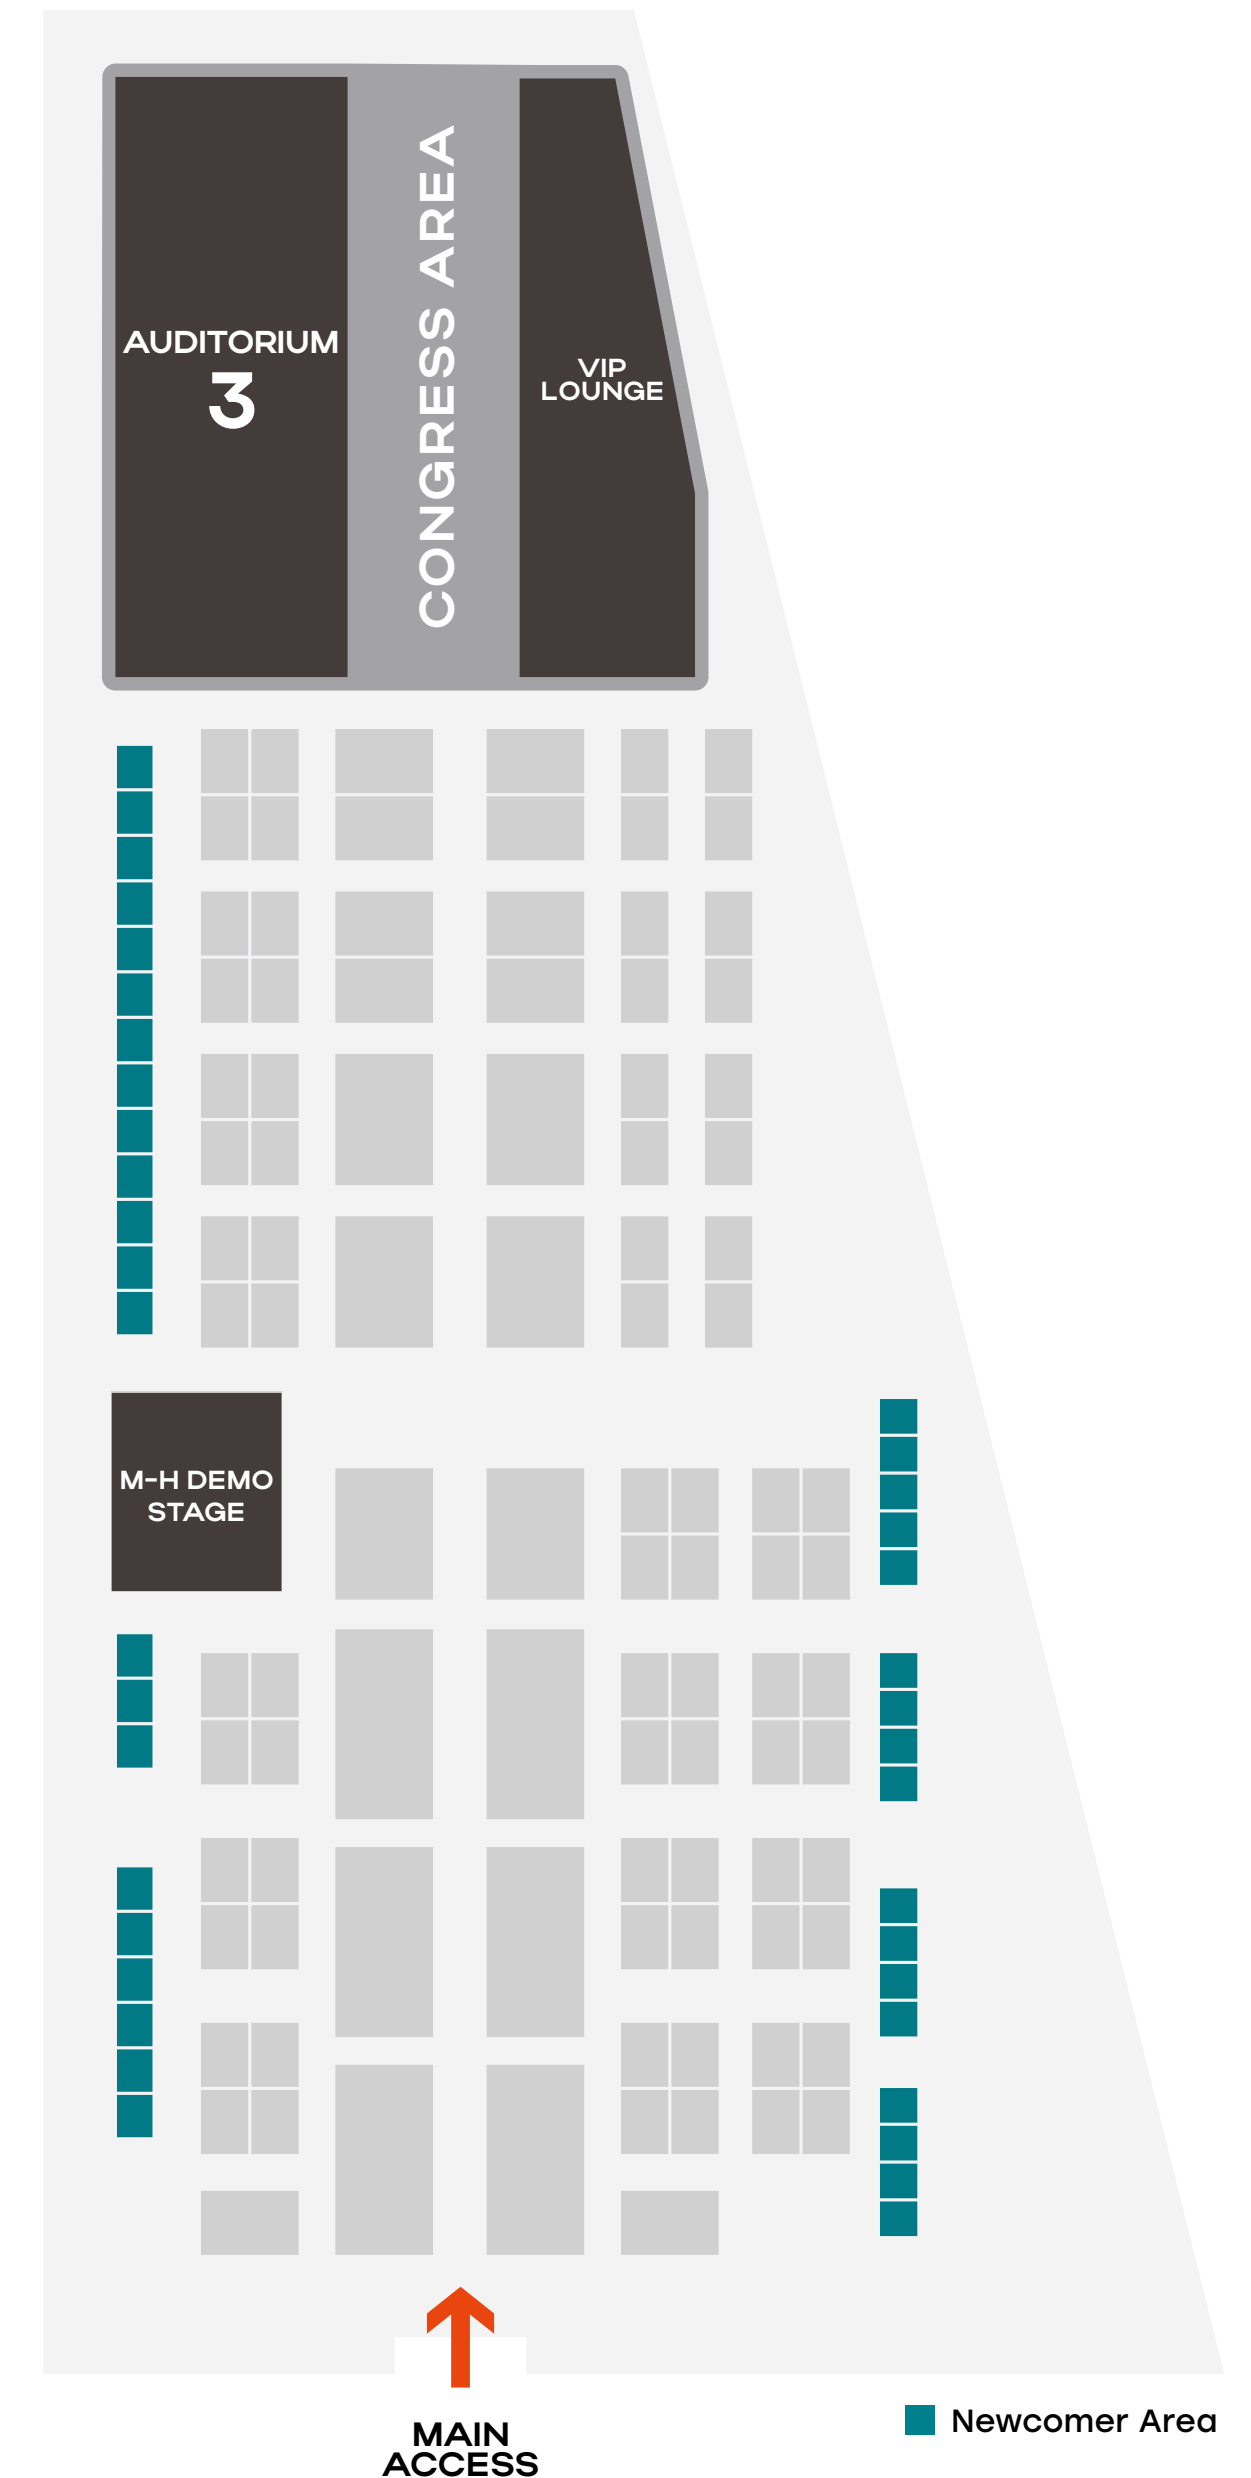 AUDITORIUM
3
CONGRESS AREA
VIP
LOUNGE
M-H DEMO
STAGE
MAIN
ACCESS
Newcomer Area